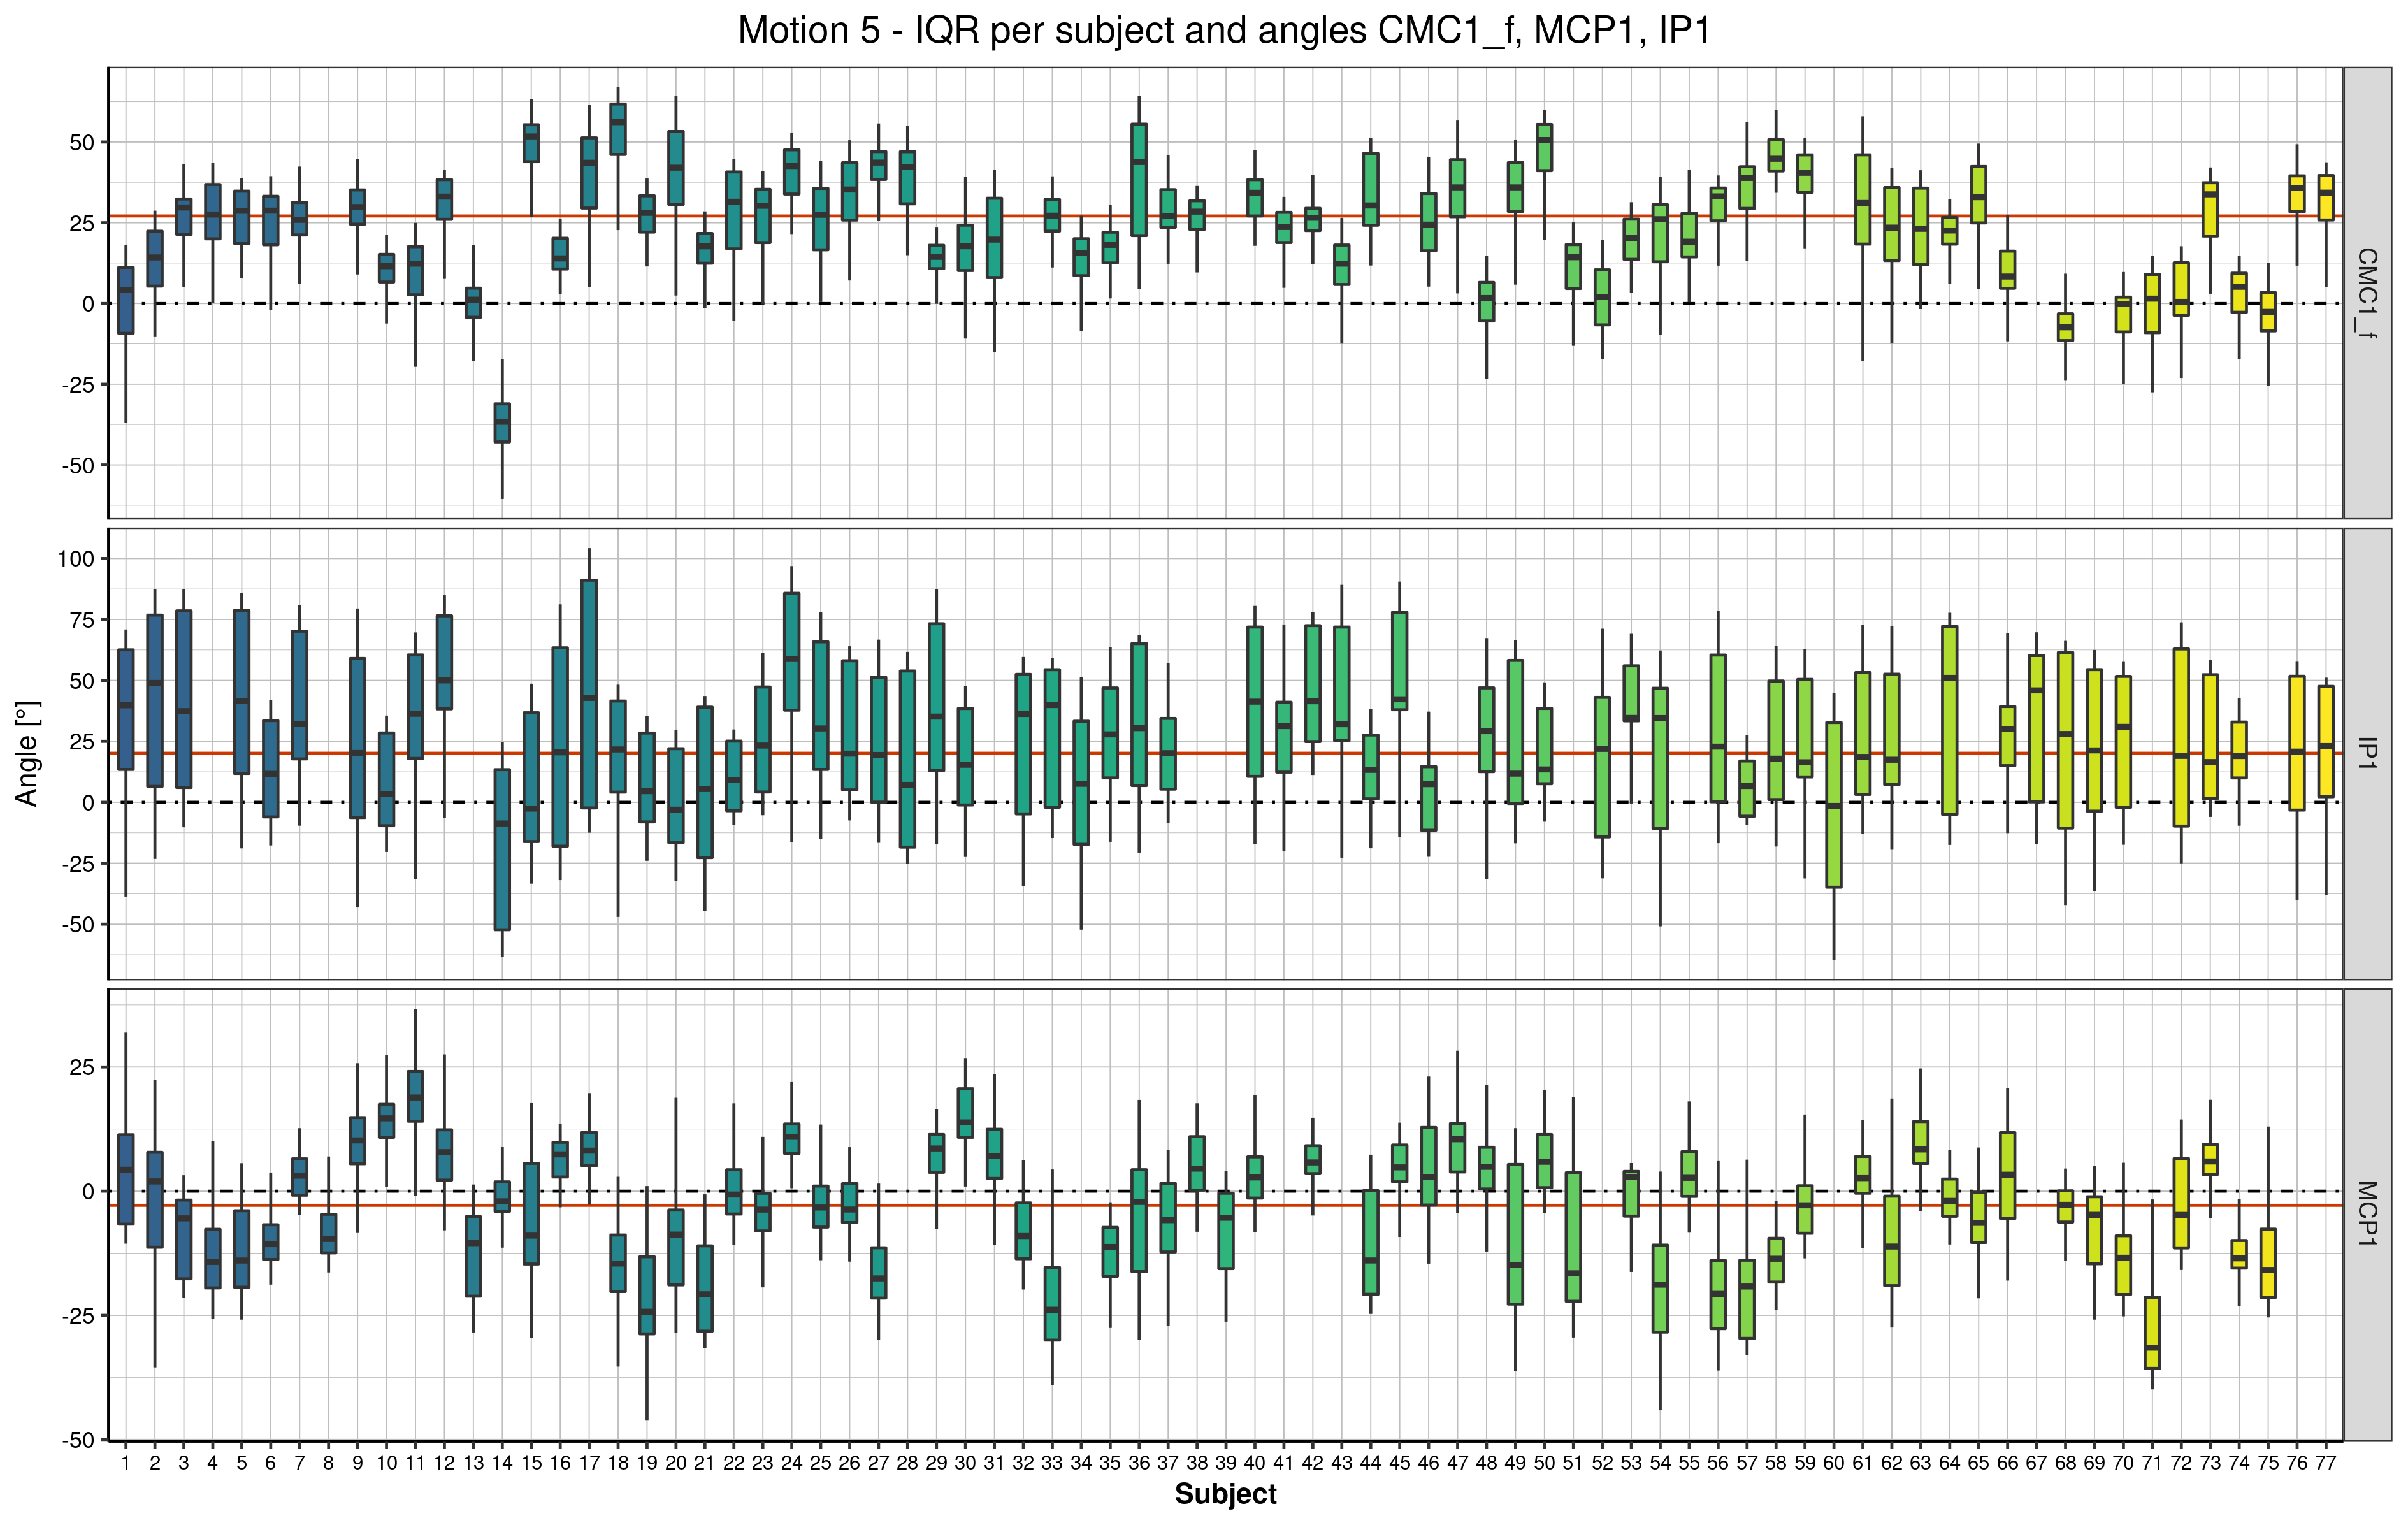 Motion 5 - IQR per subject and angles CMC1_f, MCP1, IP1
50
25
0
-25
-50
CMC1_f
100
75
50
25
0
-25
-50
IP1
Angle [°]
25
0
-25
-50
MCP1
1 2 3 4 5 6 7 8 9 10 11 12 13 14 15 16 17 18 19 20 21 22 23 24 25 26 27 28 29 30 31 32 33 34 35 36 37 38 39 40 41 42 43 44 45 46 47 48 49 50 51 52 53 54 55 56 57 58 59 60 61 62 63 64 65 66 67 68 69 70 71 72 73 74 75 76 77
Subject